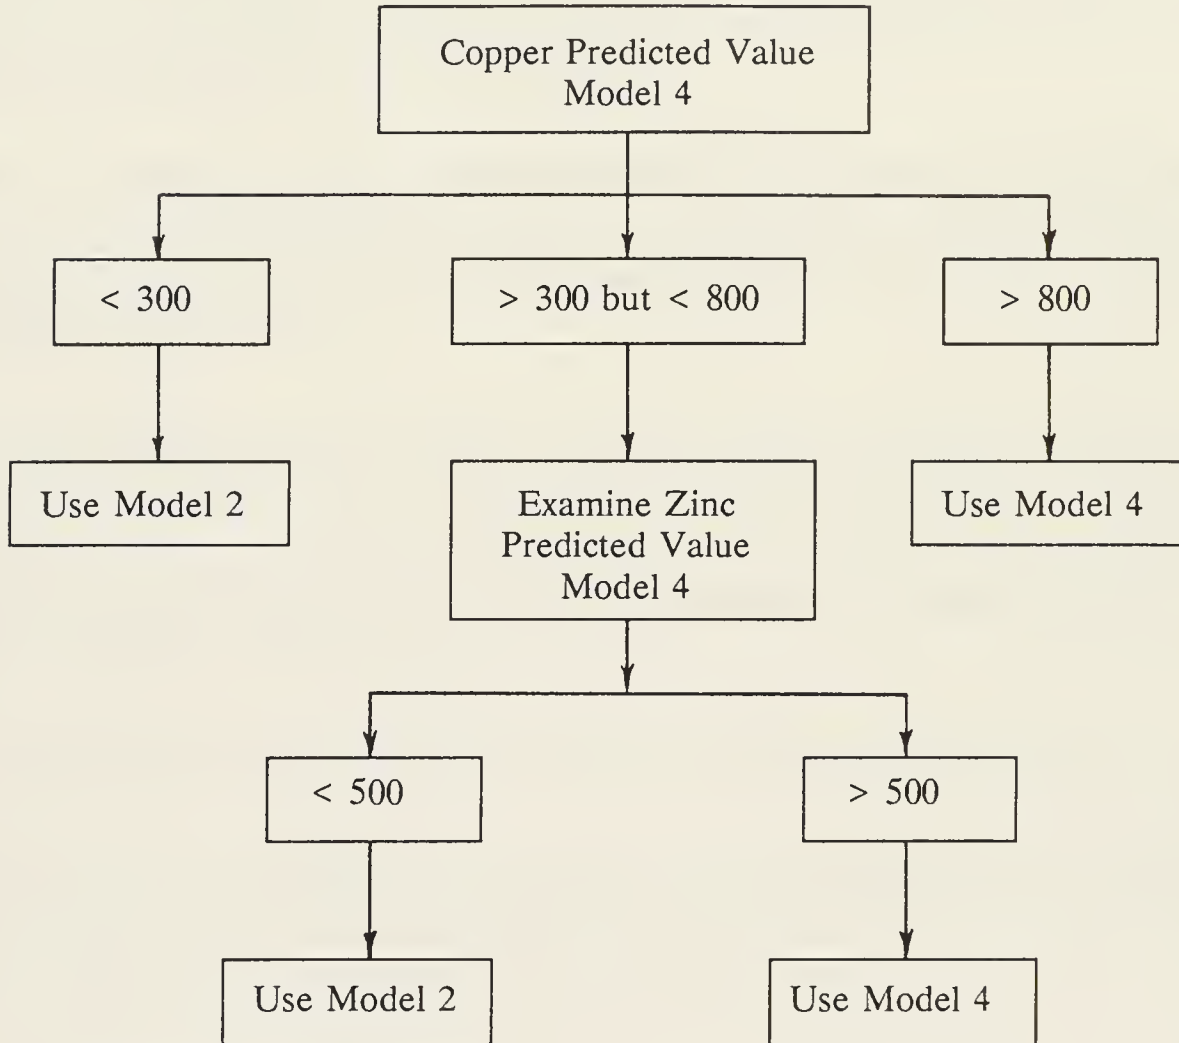 Copper Predicted Value
Model 4
< 300
> 300 but < 800
> 800
Use Model 2
Examine Zinc
Predicted Value
Model 4
Use Model 4
< 500
> 500
Use Model 2
Use Model 4